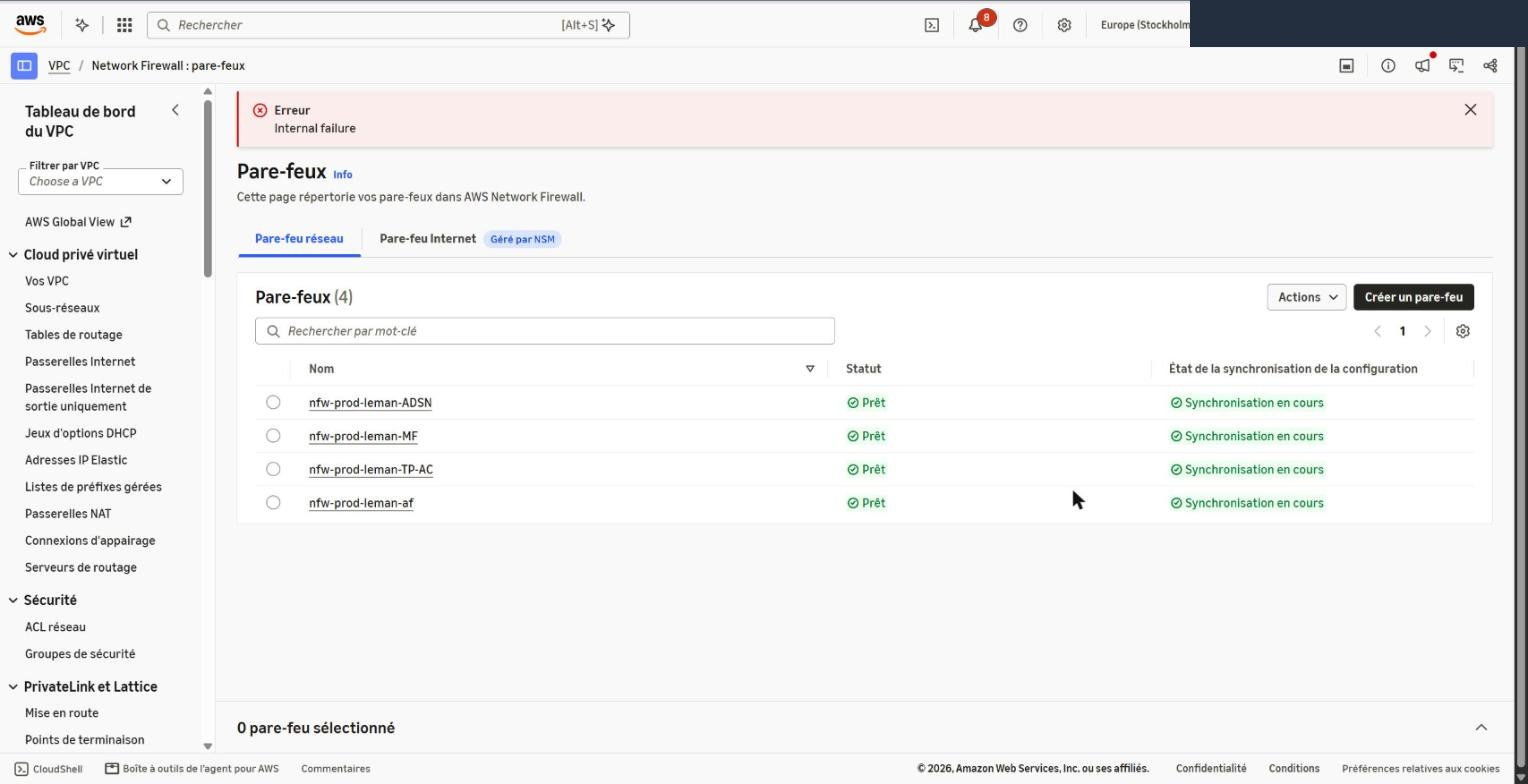 aws
Rechercher [Alt+S]
8
Europe (Stockholm
VPC / Network Firewall : pare-feux
Tableau de bord
du VPC
Filtrer par VPC
Choose a VPC
AWS Global View
Cloud privé virtuel
Vos VPC
Sous-réseaux
Tables de routage
Passerelles Internet
Passerelles Internet de
sortie uniquement
Jeux d'options DHCP
Adresses IP Elastic
Listes de préfixes gérées
Passerelles NAT
Connexions d'appairage
Serveurs de routage
Sécurité
ACL réseau
Groupes de sécurité
PrivateLink et Lattice
Mise en route
Points de terminaison
Erreur
Internal failure
Pare-feux Info
Cette page répertorie vos pare-feux dans AWS Network Firewall.
Pare-feu réseau Pare-feu Internet Géré par NSM
Pare-feux (4) Actions Créer un pare-feu
Rechercher par mot-clé 1
Nom Statut État de la synchronisation de la configuration
nfw-prod-leman-ADSN Prêt Synchronisation en cours
nfw-prod-leman-MF Prêt Synchronisation en cours
nfw-prod-leman-TP-AC Prêt Synchronisation en cours
nfw-prod-leman-af Prêt Synchronisation en cours
0 pare-feu sélectionné
CloudShell Boîte à outils de l'agent pour AWS Commentaires © 2026, Amazon Web Services, Inc. ou ses affiliés. Confidentialité Conditions Préférences relatives aux cookies